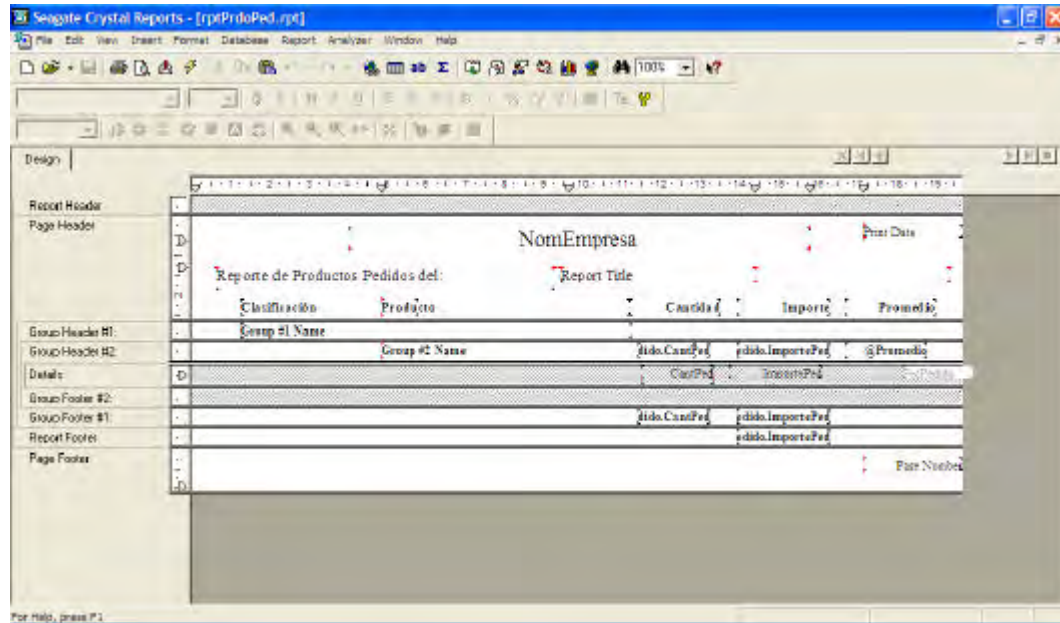 Seagate Crystal Reports - [rptPrdoPed.rpt]
File Edit View Insert Format Database Report Analyzer Window Help
100%
Design
Report Header
Page Header
NomEmpresa
Print Date
Reporte de Productos Pedidos del:
Report Title
Clasificación Producto Cantidad Importe Promedio
Group Header #1:
Group #1 Name
Group Header #2:
Group #2 Name dido.CantPed edido.ImportePed @Promedio
Details
CantPed ImportePed
Group Footer #2:
Group Footer #1:
dido.CantPed edido.ImportePed
Report Footer
edido.ImportePed
Page Footer
Page Number
For Help, press F1